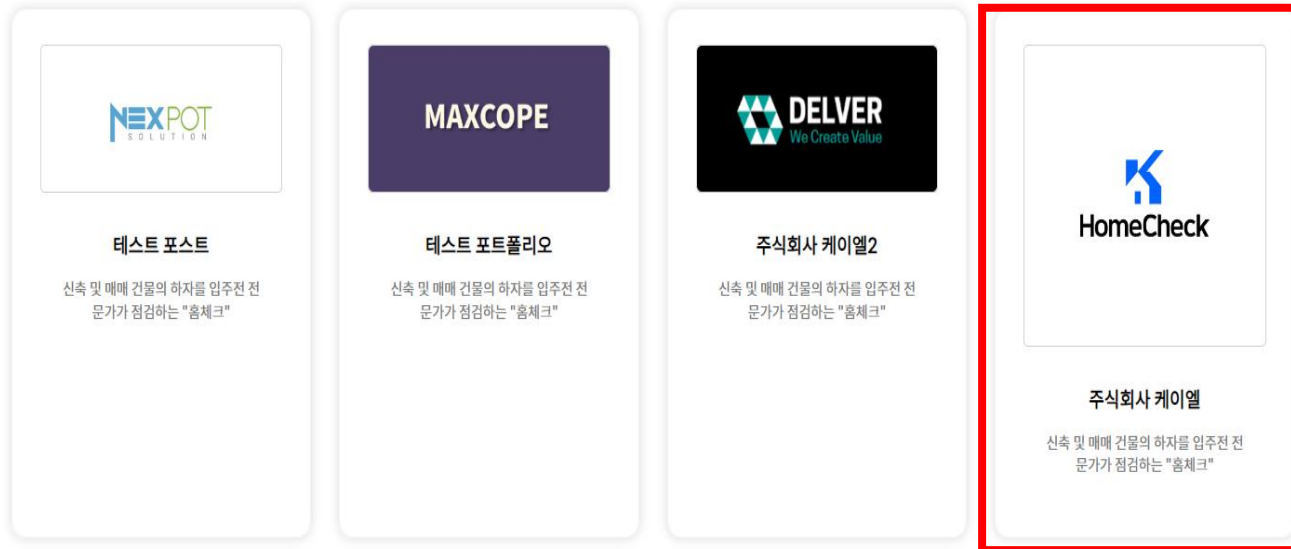 NEXPOT
SOLUTION
테스트 포스트
신축 및 매매 건물의 하자를 입주전 전
문가가 점검하는 "홈체크"
MAXCOPE
테스트 포트폴리오
신축 및 매매 건물의 하자를 입주전 전
문가가 점검하는 "홈체크"
DELVER
We Create Value
주식회사 케이엘2
신축 및 매매 건물의 하자를 입주전 전
문가가 점검하는 "홈체크"
HomeCheck
주식회사 케이엘
신축 및 매매 건물의 하자를 입주전 전
문가가 점검하는 "홈체크"